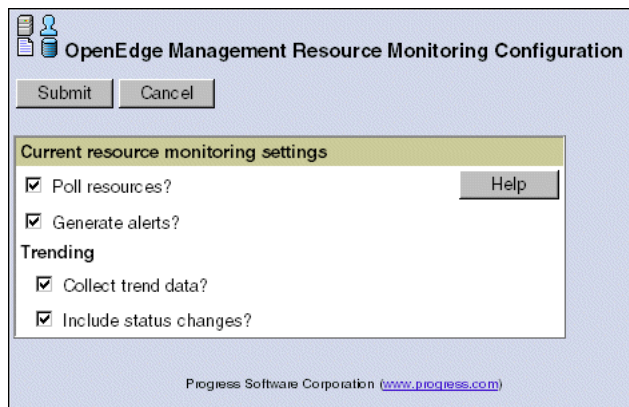 OpenEdge Management Resource Monitoring Configuration
Submit Cancel
Current resource monitoring settings
Poll resources? Help
Generate alerts?
Trending
Collect trend data?
Include status changes?
Progress Software Corporation (www.progress.com)